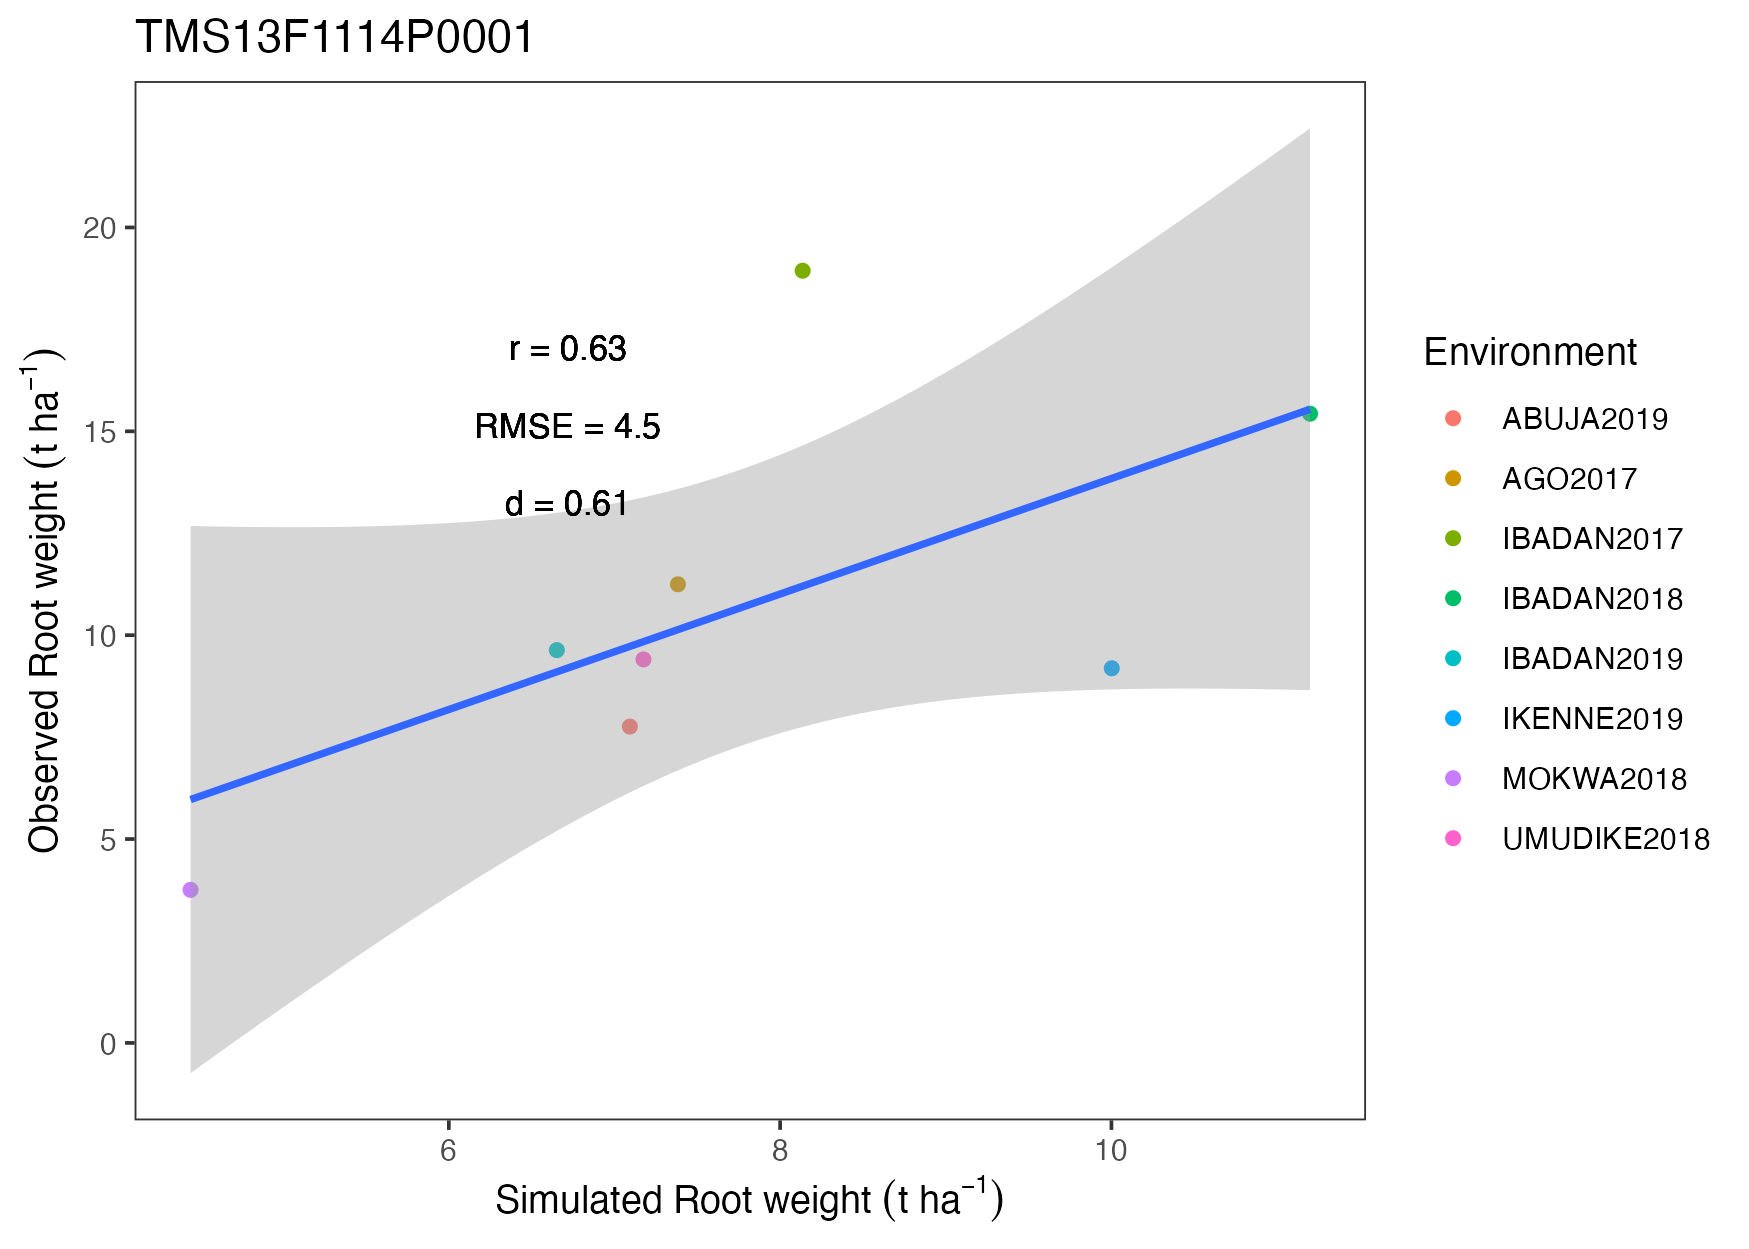 TMS13F1114P0001
Observed Root weight (t ha⁻¹)
20
15
10
5
0
r = 0.63
RMSE = 4.5
d = 0.61
6 8 10
Simulated Root weight (t ha⁻¹)
Environment
ABUJA2019
AGO2017
IBADAN2017
IBADAN2018
IBADAN2019
IKENNE2019
MOKWA2018
UMUDIKE2018